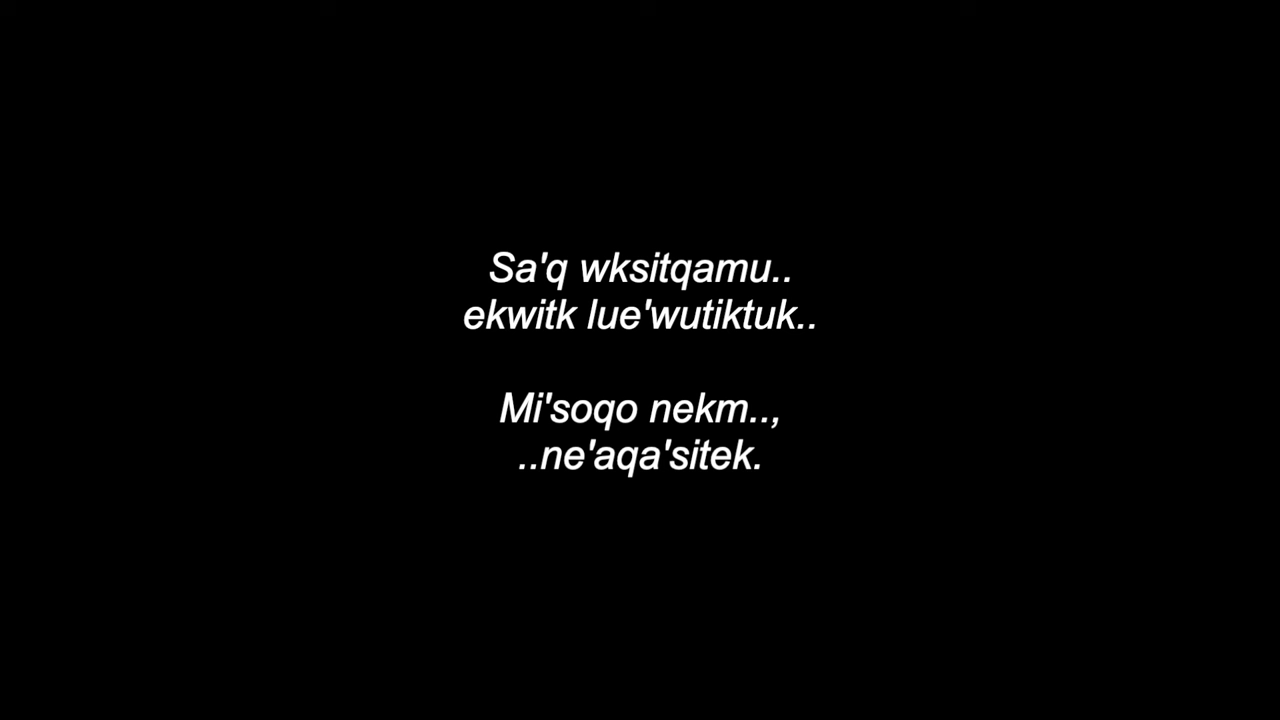 Sa'q wksitqamu..
ekwitk lue'wutiktuk..
Mi'soqo nekm..,
..ne'aqa'sitek.